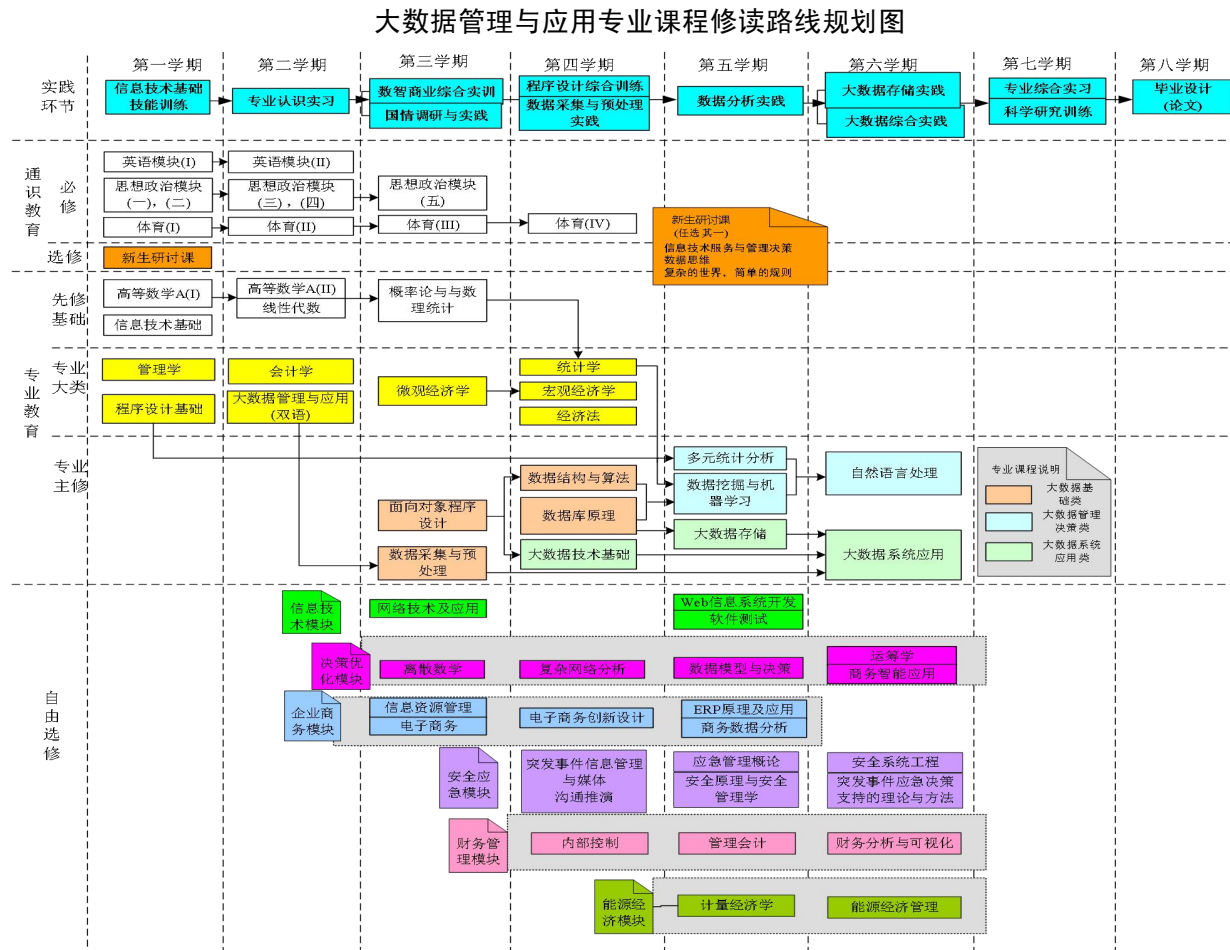 大数据管理与应用专业课程修读路线规划图
第一学期
第二学期
第三学期
第四学期
第五学期
第六学期
第七学期
第八学期
实践
环节
信息技术基础
技能训练
专业认识实习
数智商业综合实训
国情调研与实践
程序设计综合训练
数据采集与预处理
实践
数据分析实践
大数据存储实践
大数据综合实践
专业综合实习
科学研究训练
毕业设计
(论文)
通识教育
必修
英语模块(I)
英语模块(II)
思想政治模块
(一),(二)
思想政治模块
(三),(四)
思想政治模块
(五)
体育(I)
体育(II)
体育(III)
体育(IV)
新生研讨课
(任选其一)
信息技术服务与管理决策
数据思维
复杂的世界、简单的规则
选修
新生研讨课
先修
基础
高等数学A(I)
信息技术基础
高等数学A(II)
线性代数
概率论与与数
理统计
专业教育
专业
大类
管理学
程序设计基础
会计学
大数据管理与应用
(双语)
微观经济学
统计学
宏观经济学
经济法
专业
主修
面向对象程序
设计
数据采集与预
处理
数据结构与算法
数据库原理
大数据技术基础
多元统计分析
数据挖掘与机
器学习
大数据存储
自然语言处理
大数据系统应用
专业课程说明
大数据基
础类
大数据管理
决策类
大数据系统
应用类
自由选修
信息技
术模块
网络技术及应用
Web信息系统开发
软件测试
决策优
化模块
离散数学
复杂网络分析
数据模型与决策
运筹学
商务智能应用
企业商
务模块
信息资源管理
电子商务
电子商务创新设计
ERP原理及应用
商务数据分析
安全应
急模块
突发事件信息管理
与媒体
沟通推演
应急管理概论
安全原理与安全
管理学
安全系统工程
突发事件应急决策
支持的理论与方法
财务管
理模块
内部控制
管理会计
财务分析与可视化
能源经
济模块
计量经济学
能源经济管理